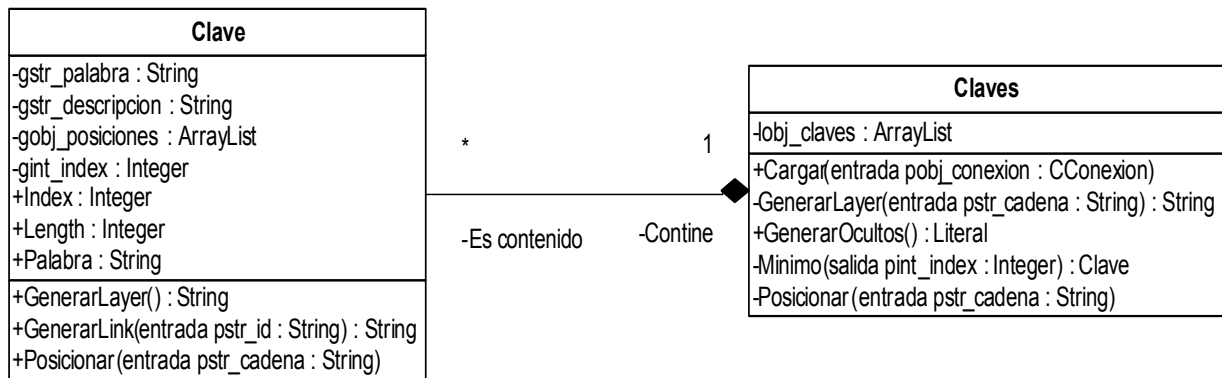 Clave
-gstr_palabra : String
-gstr_descripcion : String
-gobj_posiciones : ArrayList
-gint_index : Integer
+Index : Integer
+Length : Integer
+Palabra : String
+GenerarLayer() : String
+GenerarLink(entrada pstr_id : String) : String
+Posicionar(entrada pstr_cadena : String)
*
1
-Es contenido
-Contine
Claves
-lobj_claves : ArrayList
+Cargar(entrada pobj_conexion : CConexion)
-GenerarLayer(entrada pstr_cadena : String) : String
+GenerarOcultos() : Literal
-Minimo(salida pint_index : Integer) : Clave
-Posicionar(entrada pstr_cadena : String)